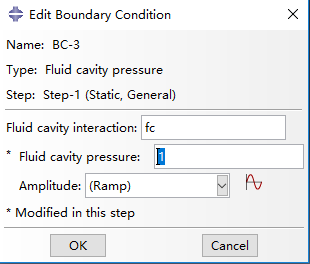 Edit Boundary Condition
Name: BC-3
Type: Fluid cavity pressure
Step: Step-1 (Static, General)
Fluid cavity interaction: fc
* Fluid cavity pressure: 1
Amplitude: (Ramp)
* Modified in this step
OK Cancel